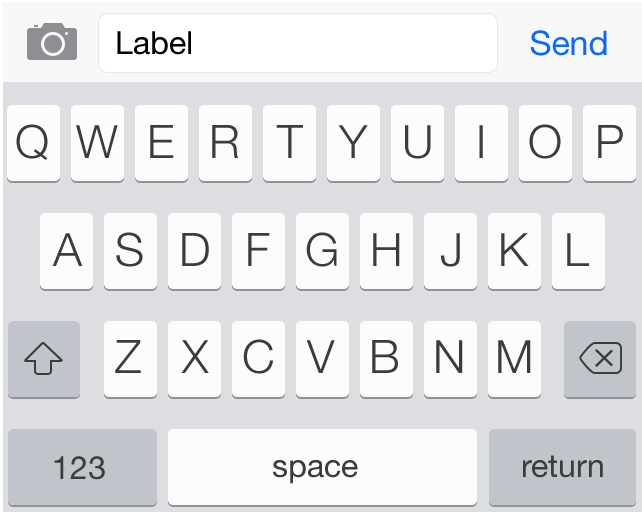 Label Send
Q W E R T Y U I O P
A S D F G H J K L
Z X C V B N M
123 space return